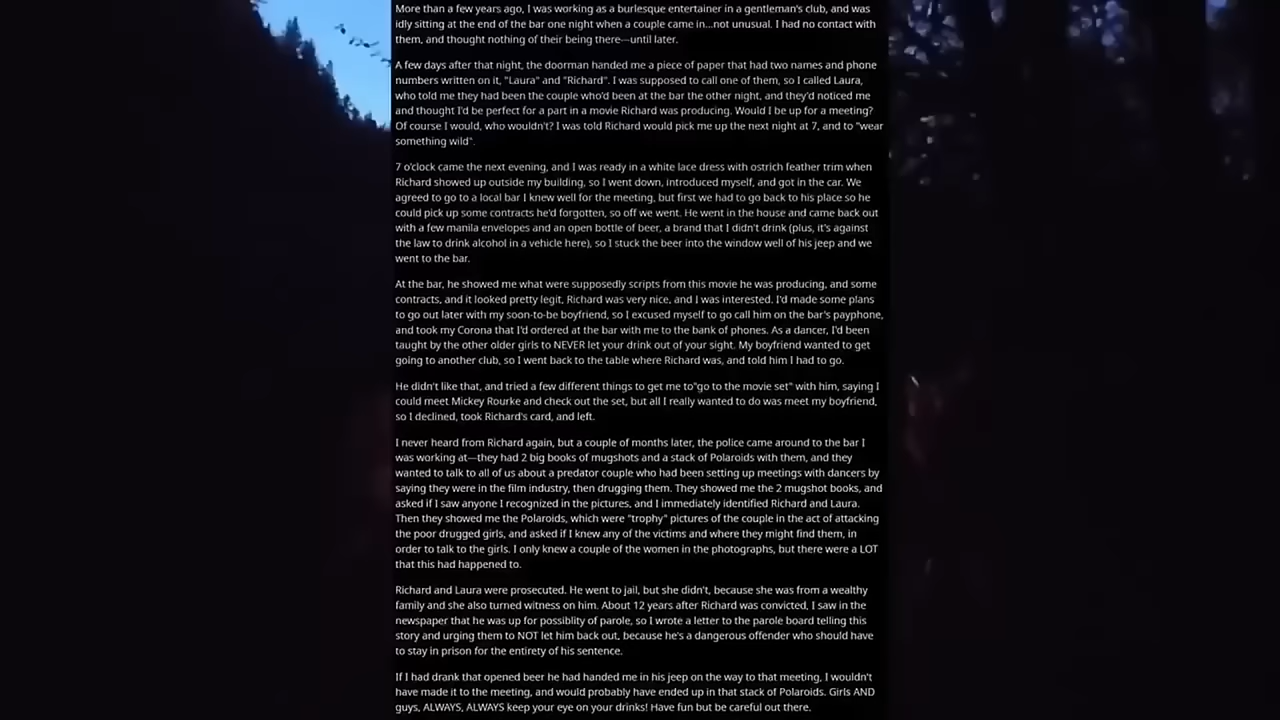 More than a few years ago, I was working as a burlesque entertainer in a gentleman's club, and was
idly sitting at the end of the bar one night when a couple came in...not unusual. I had no contact with
them, and thought nothing of their being there—until later.
A few days after that night, the doorman handed me a piece of paper that had two names and phone
numbers written on it, "Laura" and "Richard". I was supposed to call one of them, so I called Laura,
who told me they had been the couple who'd been at the bar the other night, and they'd noticed me
and thought I'd be perfect for a part in a movie Richard was producing. Would I be up for a meeting?
Of course I would, who wouldn't? I was told Richard would pick me up the next night at 7, and to "wear
something wild".
7 o'clock came the next evening, and I was ready in a white lace dress with ostrich feather trim when
Richard showed up outside my building, so I went down, introduced myself, and got in the car. We
agreed to go to a local bar I knew well for the meeting, but first we had to go back to his place so he
could pick up some contracts he'd forgotten, so off we went. He went in the house and came back out
with a few manila envelopes and an open bottle of beer, a brand that I didn't drink (plus, it's against
the law to drink alcohol in a vehicle here), so I stuck the beer into the window well of his jeep and we
went to the bar.
At the bar, he showed me what were supposedly scripts from this movie he was producing, and some
contracts, and it looked pretty legit, Richard was very nice, and I was interested. I'd made some plans
to go out later with my soon-to-be boyfriend, so I excused myself to go call him on the bar's payphone,
and took my Corona that I'd ordered at the bar with me to the bank of phones. As a dancer, I'd been
taught by the other older girls to NEVER let your drink out of your sight. My boyfriend wanted to get
going to another club, so I went back to the table where Richard was, and told him I had to go.
He didn't like that, and tried a few different things to get me to"go to the movie set" with him, saying I
could meet Mickey Rourke and check out the set, but all I really wanted to do was meet my boyfriend,
so I declined, took Richard's card, and left.
I never heard from Richard again, but a couple of months later, the police came around to the bar I
was working at—they had 2 big books of mugshots and a stack of Polaroids with them, and they
wanted to talk to all of us about a predator couple who had been setting up meetings with dancers by
saying they were in the film industry, then drugging them. They showed me the 2 mugshot books, and
asked if I saw anyone I recognized in the pictures, and I immediately identified Richard and Laura.
Then they showed me the Polaroids, which were "trophy" pictures of the couple in the act of attacking
the poor drugged girls, and asked if I knew any of the victims and where they might find them, in
order to talk to the girls. I only knew a couple of the women in the photographs, but there were a LOT
that this had happened to.
Richard and Laura were prosecuted. He went to jail, but she didn't, because she was from a wealthy
family and she also turned witness on him. About 12 years after Richard was convicted, I saw in the
newspaper that he was up for possiblity of parole, so I wrote a letter to the parole board telling this
story and urging them to NOT let him back out, because he's a dangerous offender who should have
to stay in prison for the entirety of his sentence.
If I had drank that opened beer he had handed me in his jeep on the way to that meeting, I wouldn't
have made it to the meeting, and would probably have ended up in that stack of Polaroids. Girls AND
guys, ALWAYS, ALWAYS keep your eye on your drinks! Have fun but be careful out there.